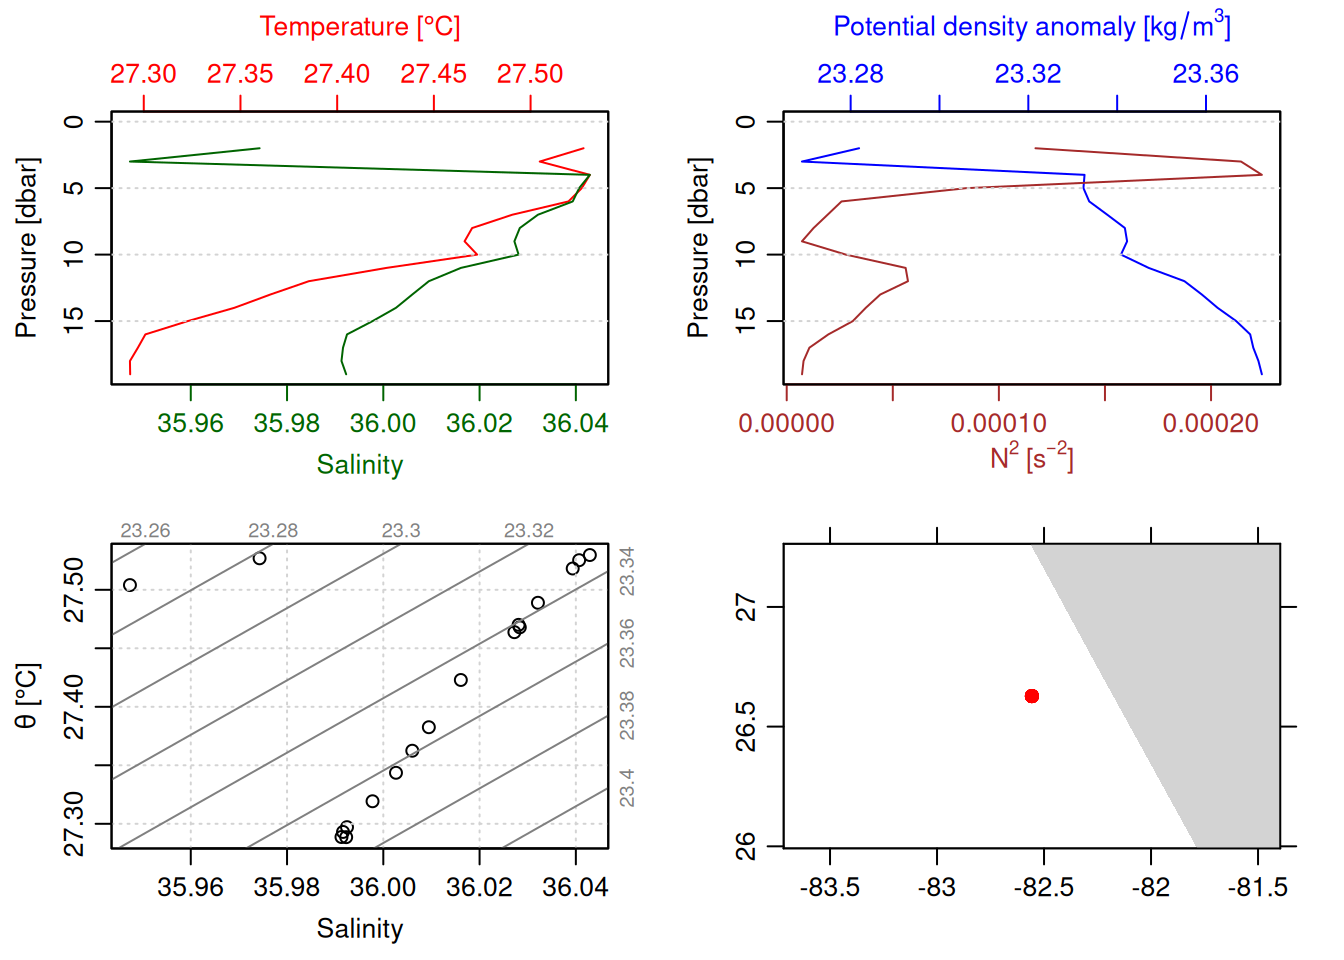 Temperature [°C]
27.30 27.35 27.40 27.45 27.50
0
5
10
15
Pressure [dbar]
35.96 35.98 36.00 36.02 36.04
Salinity
Potential density anomaly [kg/m³]
23.28 23.32 23.36
0
5
10
15
Pressure [dbar]
0.00000 0.00010 0.00020
N² [s⁻²]
23.26 23.28 23.3 23.32
23.34
23.36
23.38
23.4
27.50
27.40
27.30
θ [°C]
35.96 35.98 36.00 36.02 36.04
Salinity
27
26.5
26
-83.5 -83 -82.5 -82 -81.5